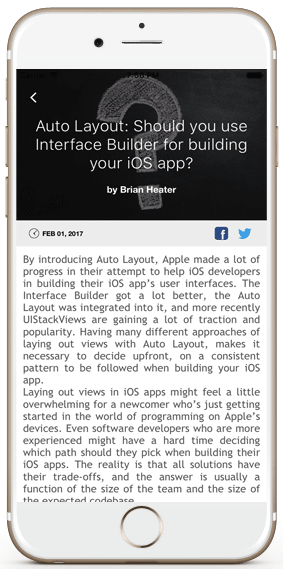 Auto Layout: Should you use
Interface Builder for building
your iOS app?
by Brian Heater
FEB 01, 2017
By introducing Auto Layout, Apple made a lot of
progress in their attempt to help iOS developers
in building their iOS app's user interfaces. The
Interface Builder got a lot better, the Auto
Layout was integrated into it, and more recently
UIStackViews are gaining a lot of traction and
popularity. Having many different approaches of
laying out views with Auto Layout, makes it
necessary to decide upfront, on a consistent
pattern to be followed when building your iOS
app.
Laying out views in iOS apps might feel a little
overwhelming for a newcomer who's just getting
started in the world of programming on Apple's
devices. Even software developers who are more
experienced might have a hard time deciding
which path should they pick when building their
iOS apps. The reality is that all solutions have
their trade-offs, and the answer is usually a
function of the size of the team and the size of
the expected codebase.